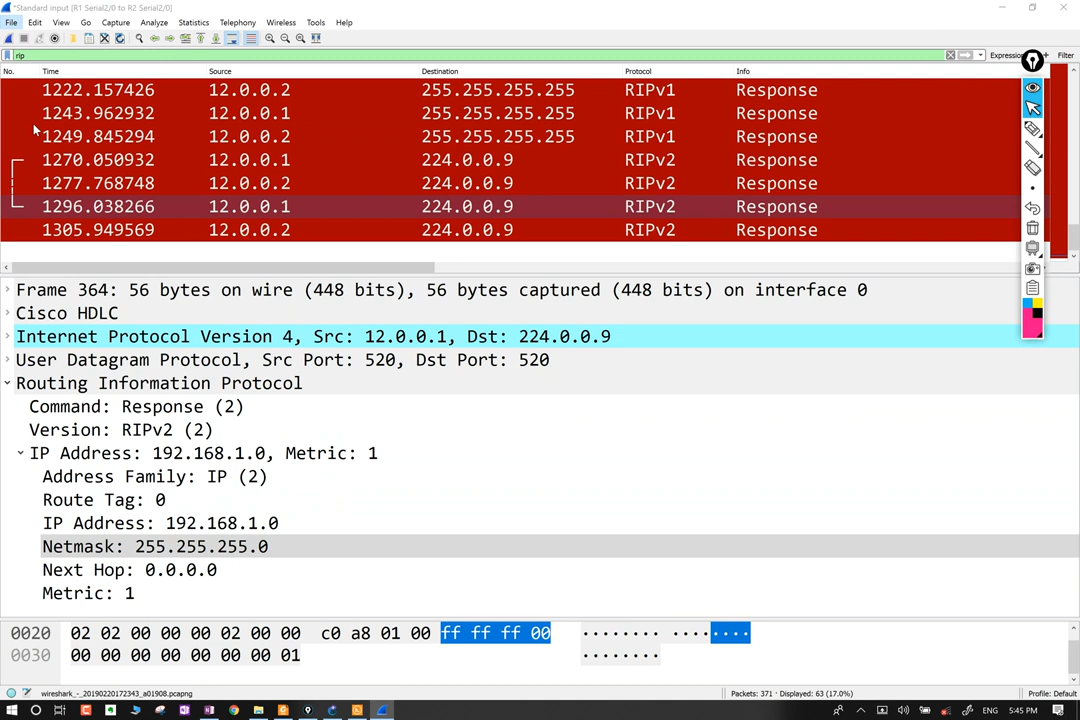 *Standard input [R1 Serial2/0 to R2 Serial2/0]
File Edit View Go Capture Analyze Statistics Telephony Wireless Tools Help
rip Expression... + Filter
No. Time Source Destination Protocol Info
1222.157426 12.0.0.2 255.255.255.255 RIPv1 Response
1243.962932 12.0.0.1 255.255.255.255 RIPv1 Response
1249.845294 12.0.0.2 255.255.255.255 RIPv1 Response
1270.050932 12.0.0.1 224.0.0.9 RIPv2 Response
1277.768748 12.0.0.2 224.0.0.9 RIPv2 Response
1296.038266 12.0.0.1 224.0.0.9 RIPv2 Response
1305.949569 12.0.0.2 224.0.0.9 RIPv2 Response
Frame 364: 56 bytes on wire (448 bits), 56 bytes captured (448 bits) on interface 0
Cisco HDLC
Internet Protocol Version 4, Src: 12.0.0.1, Dst: 224.0.0.9
User Datagram Protocol, Src Port: 520, Dst Port: 520
Routing Information Protocol
Command: Response (2)
Version: RIPv2 (2)
IP Address: 192.168.1.0, Metric: 1
Address Family: IP (2)
Route Tag: 0
IP Address: 192.168.1.0
Netmask: 255.255.255.0
Next Hop: 0.0.0.0
Metric: 1
0020 02 02 00 00 00 02 00 00 c0 a8 01 00 ff ff ff 00 ········ ····
····
0030 00 00 00 00 00 00 00 01 ········
wireshark_-_20190220172343_a01908.pcapng Packets: 371 · Displayed: 63 (17.0%) Profile: Default
ENG 5:45 PM